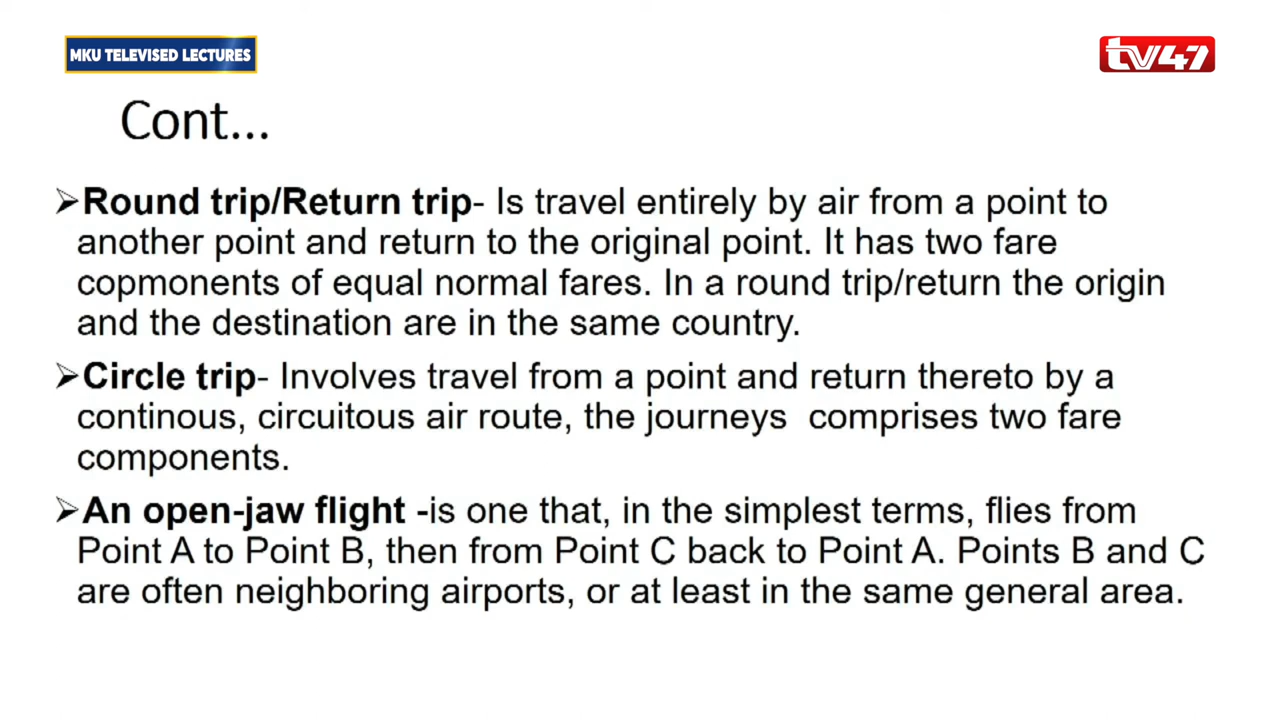 MKU TELEVISED LECTURES
tv47
Cont...
➢Round trip/Return trip- Is travel entirely by air from a point to
another point and return to the original point. It has two fare
copmonents of equal normal fares. In a round trip/return the origin
and the destination are in the same country.
➢Circle trip- Involves travel from a point and return thereto by a
continous, circuitous air route, the journeys  comprises two fare
components.
➢An open-jaw flight -is one that, in the simplest terms, flies from
Point A to Point B, then from Point C back to Point A. Points B and C
are often neighboring airports, or at least in the same general area.